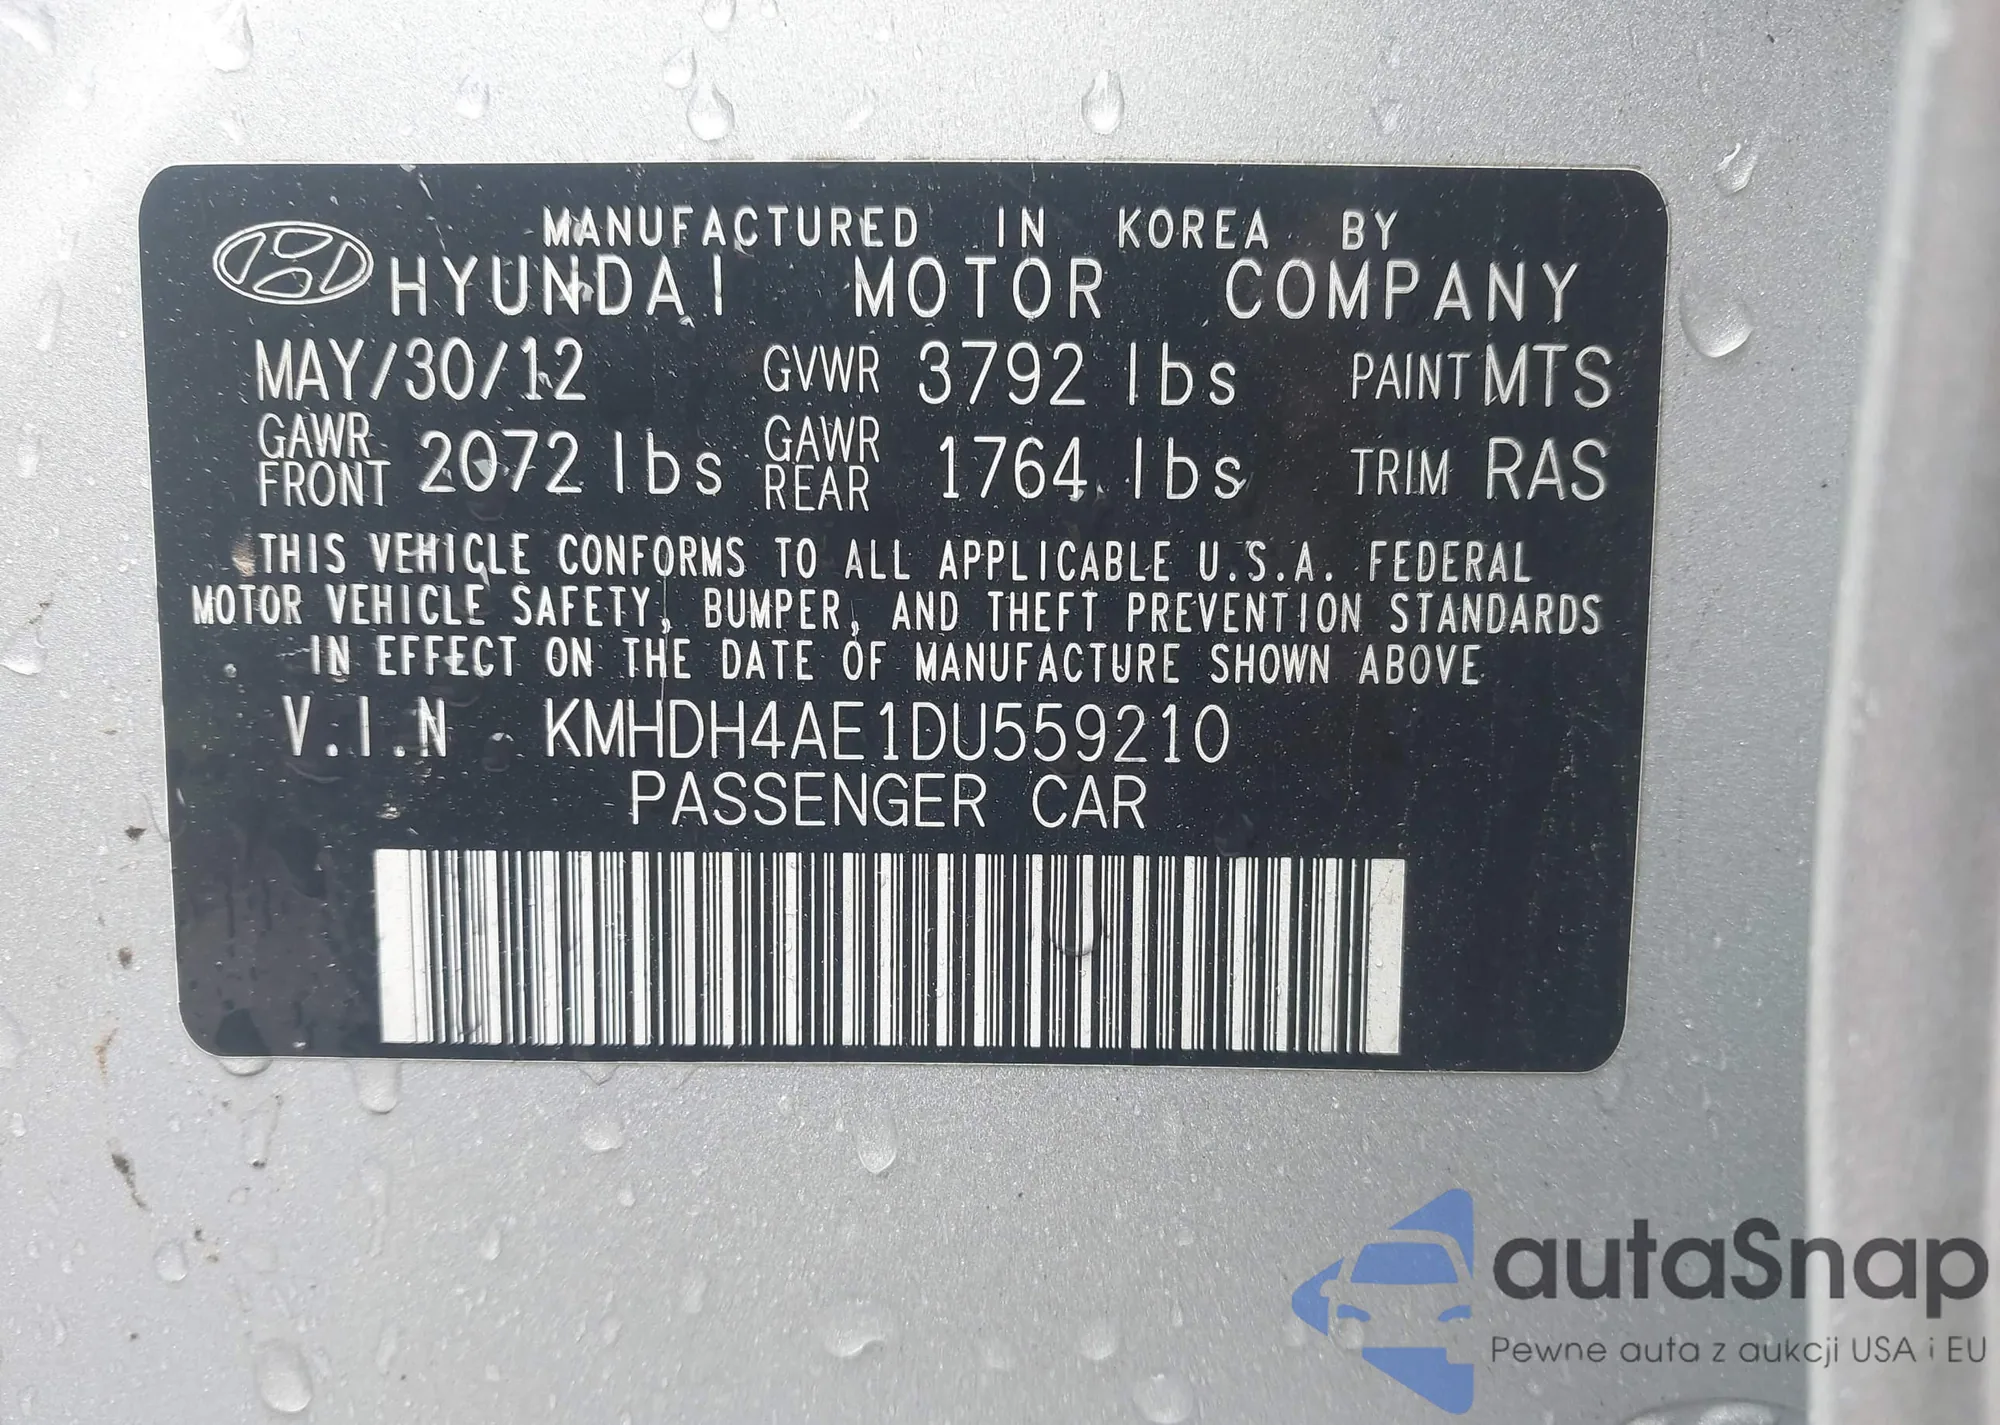 MANUFACTURED IN KOREA BY
HYUNDAI MOTOR COMPANY
MAY/30/12 GVWR 3792 lbs PAINT MTS
GAWR FRONT 2072 lbs GAWR REAR 1764 lbs TRIM RAS
THIS VEHICLE CONFORMS TO ALL APPLICABLE U.S.A. FEDERAL
MOTOR VEHICLE SAFETY, BUMPER, AND THEFT PREVENTION STANDARDS
IN EFFECT ON THE DATE OF MANUFACTURE SHOWN ABOVE
V.I.N KMHDH4AE1DU559210
PASSENGER CAR
autaSnap
Pewne auta z aukcji USA i EU